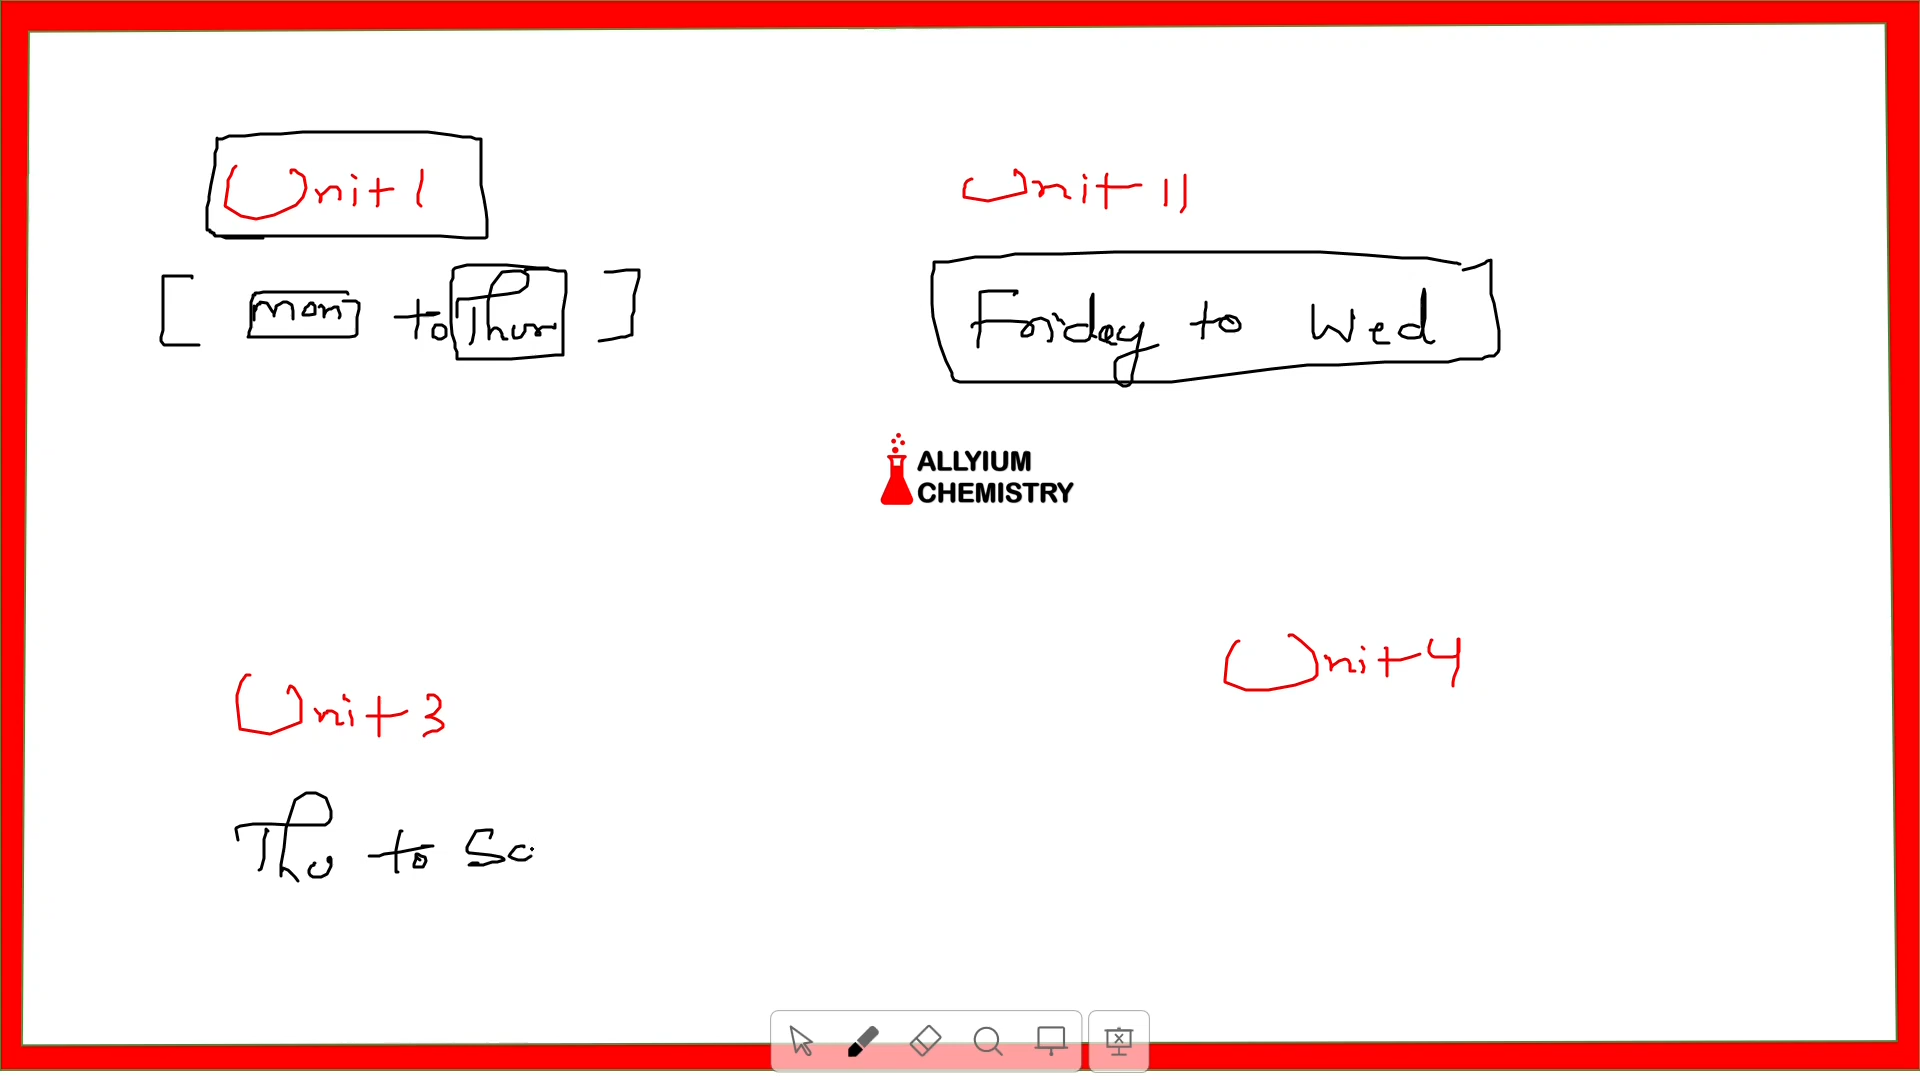 Unit 1
Unit 11
[ mon to Thur ]
Friday to Wed
ALLYIUM
CHEMISTRY
Unit 4
Unit 3
Thu to Sa